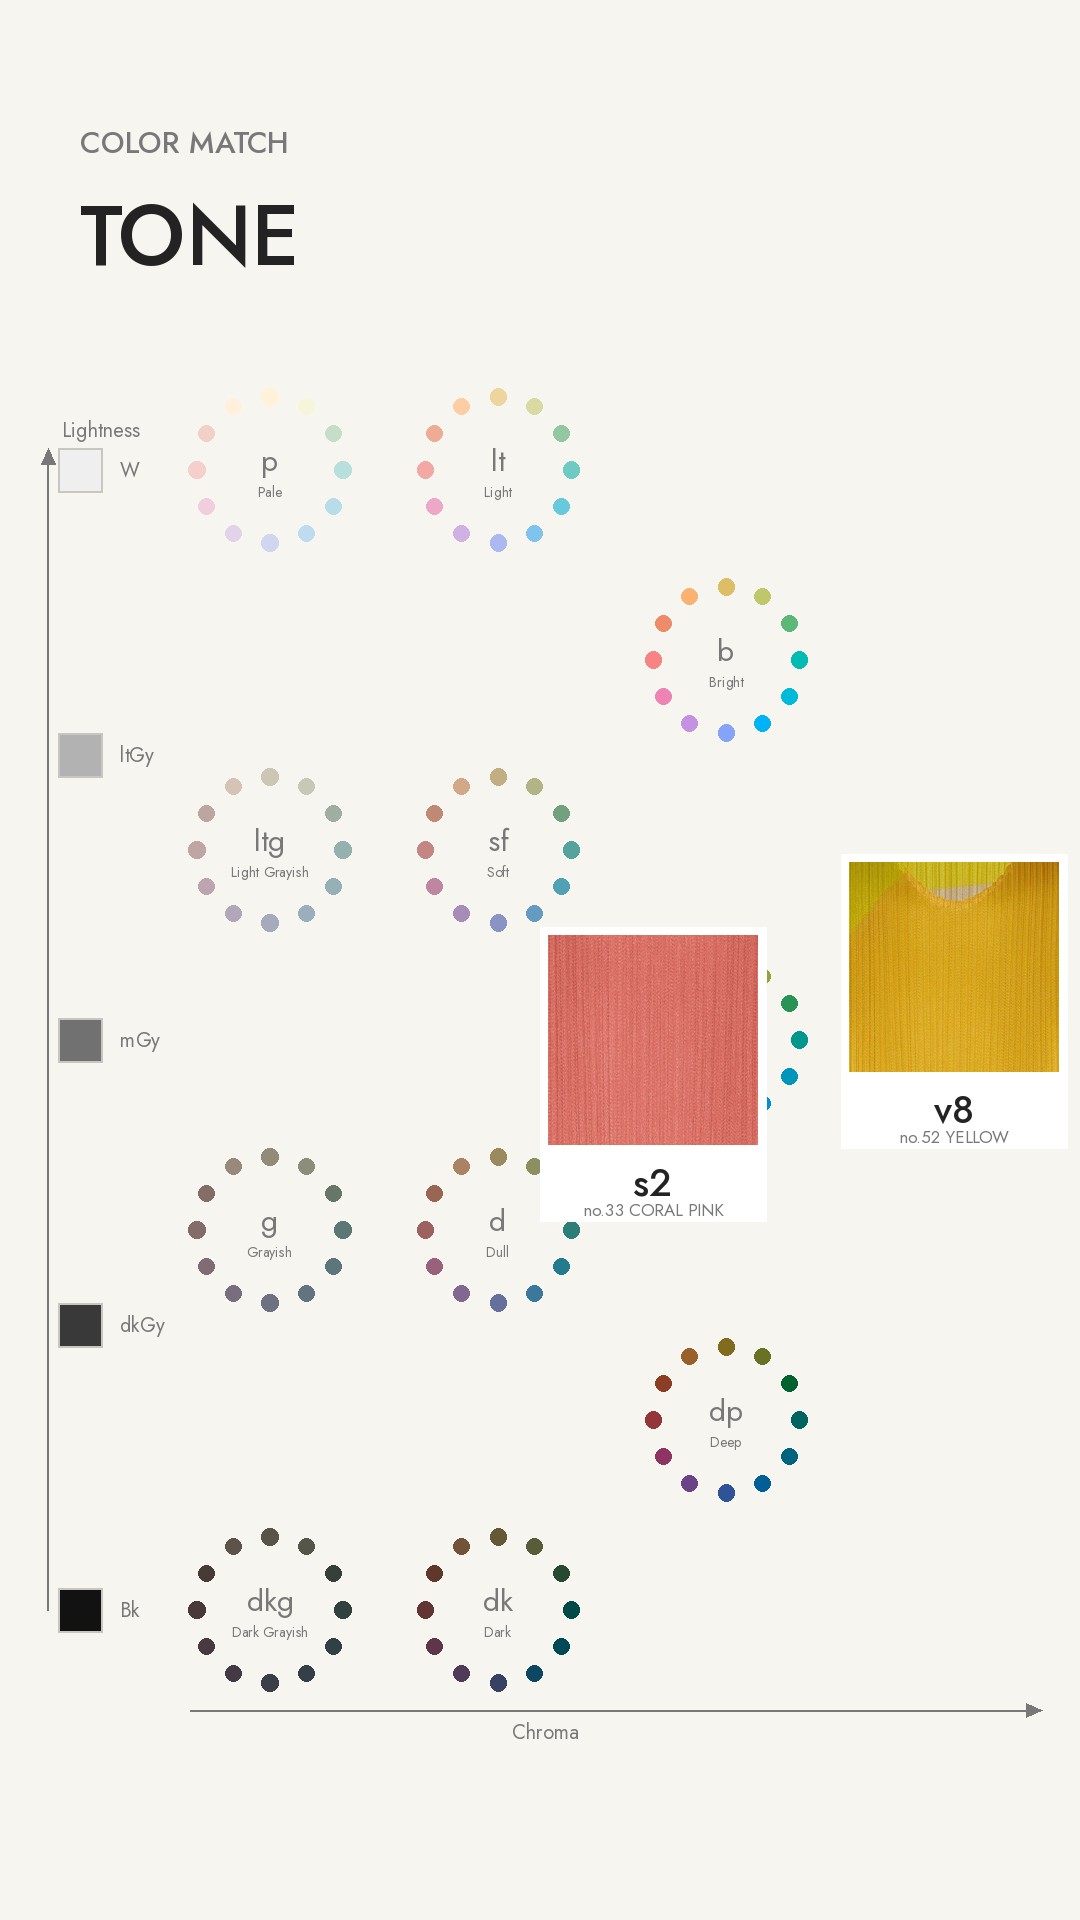 COLOR MATCH
TONE
Lightness
W
p
Pale
lt
Light
b
Bright
ltGy
ltg
Light Grayish
sf
Soft
mGy
s2
no.33 CORAL PINK
v8
no.52 YELLOW
g
Grayish
d
Dull
dkGy
dp
Deep
Bk
dkg
Dark Grayish
dk
Dark
Chroma